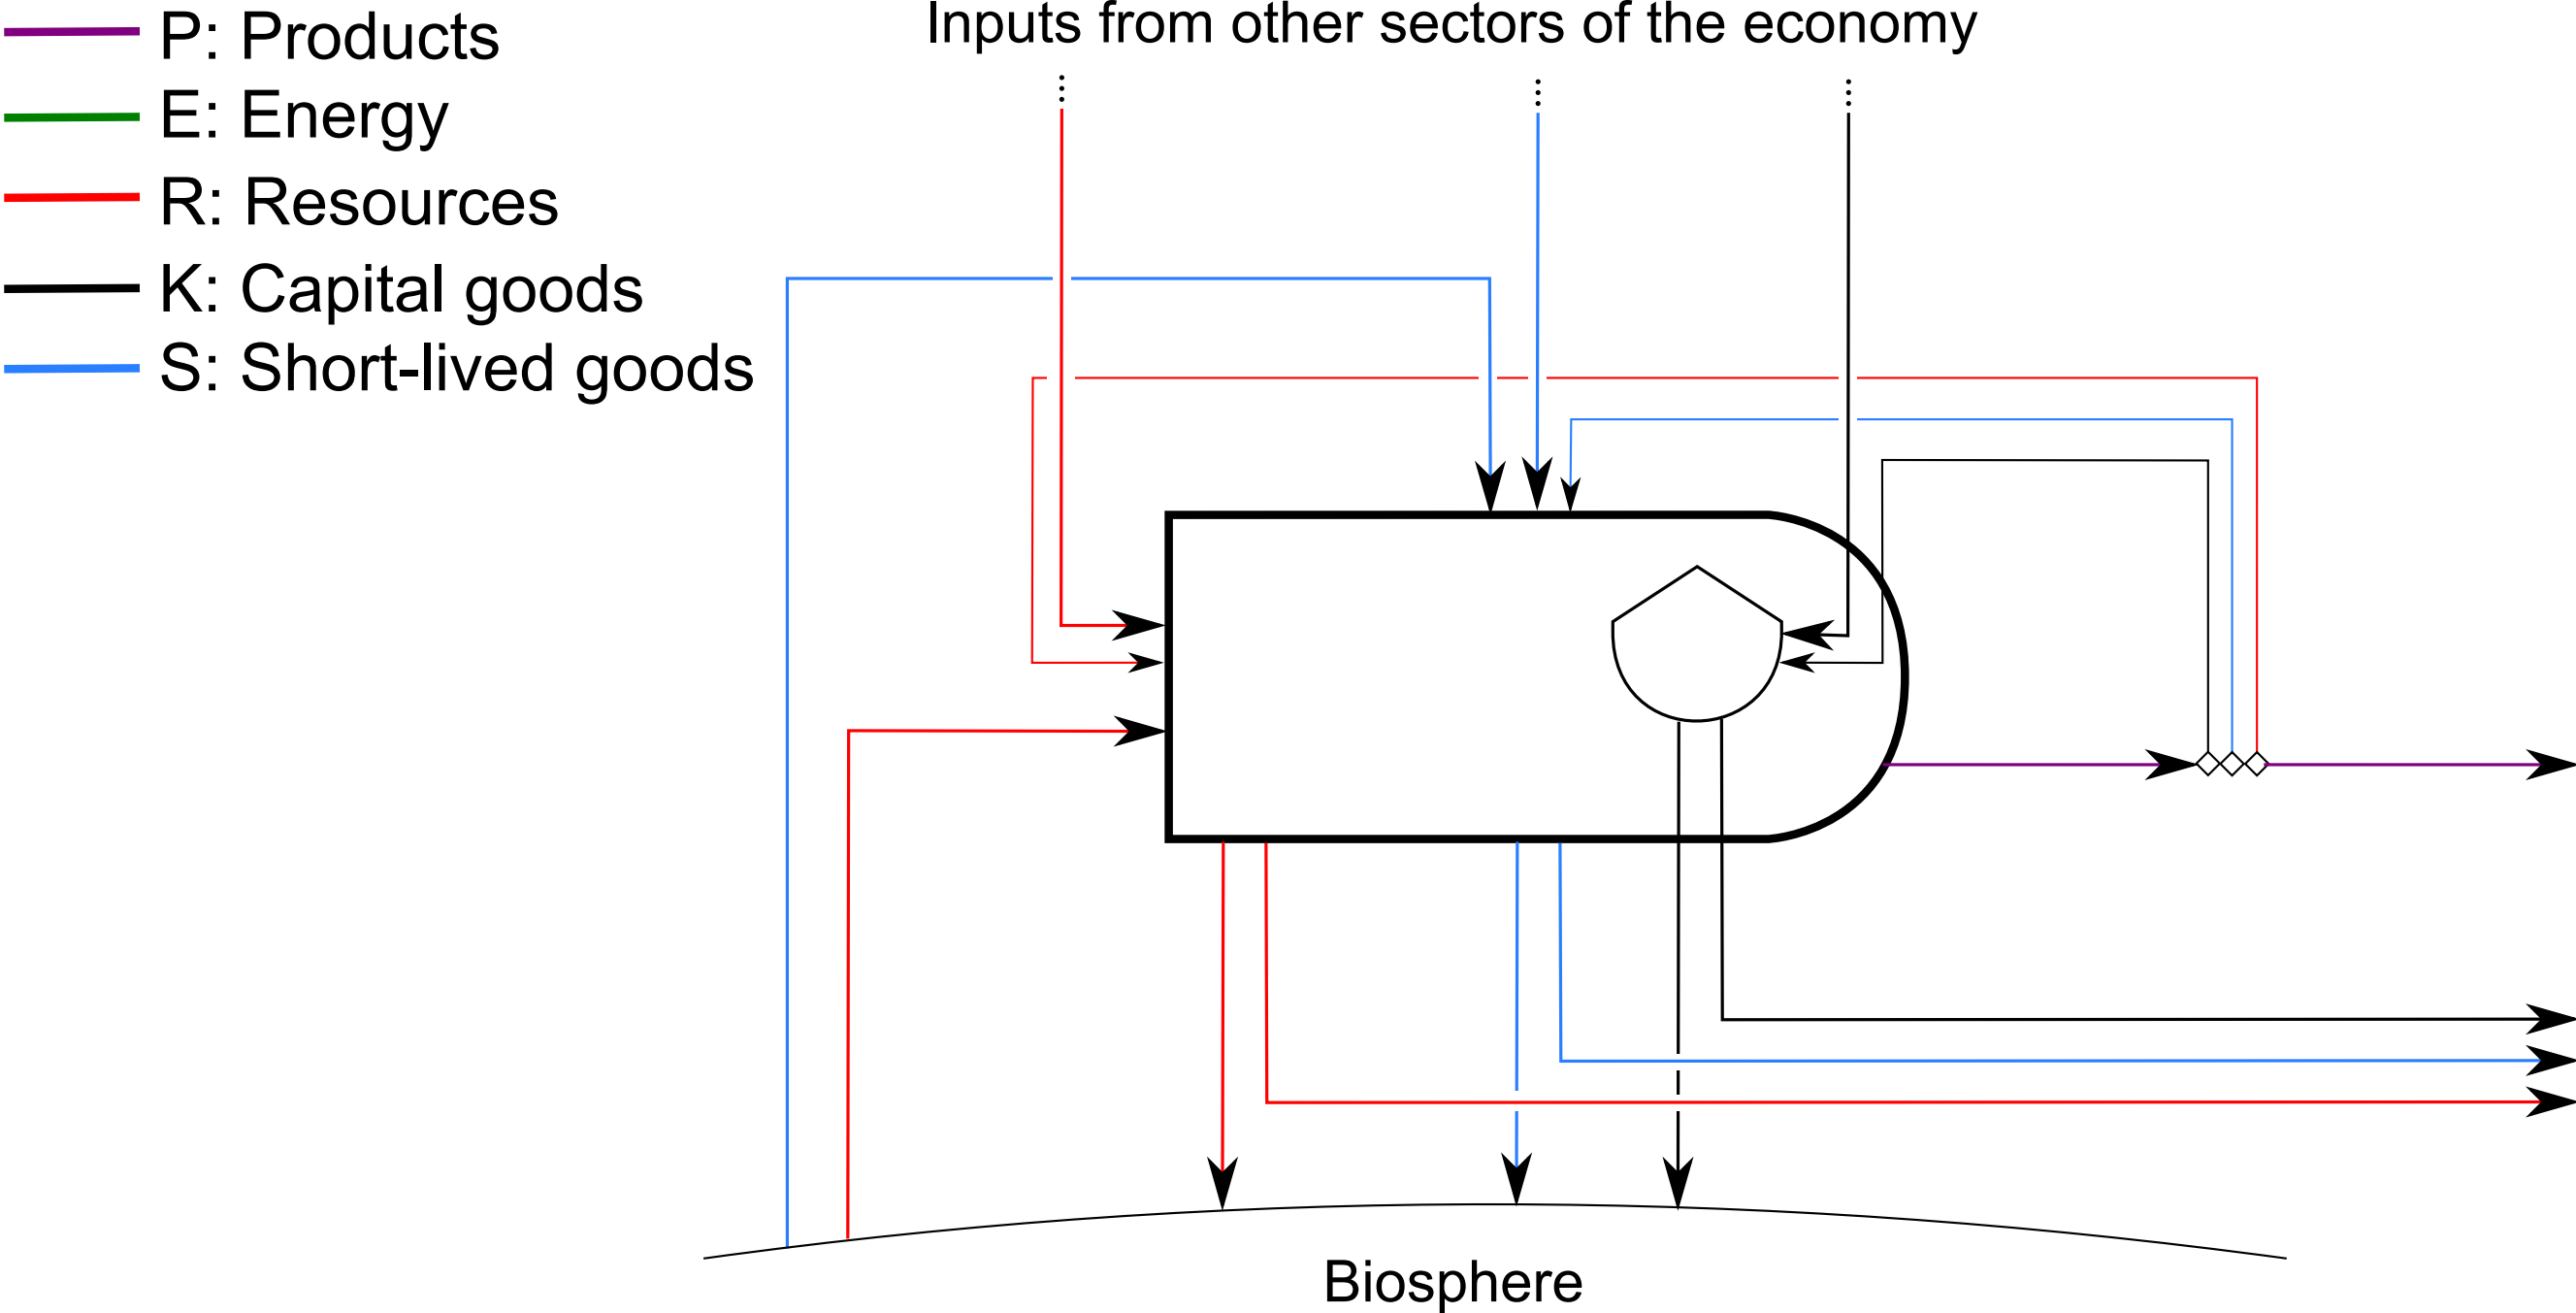 P: Products
E: Energy
R: Resources
K: Capital goods
S: Short-lived goods
Inputs from other sectors of the economy
Biosphere